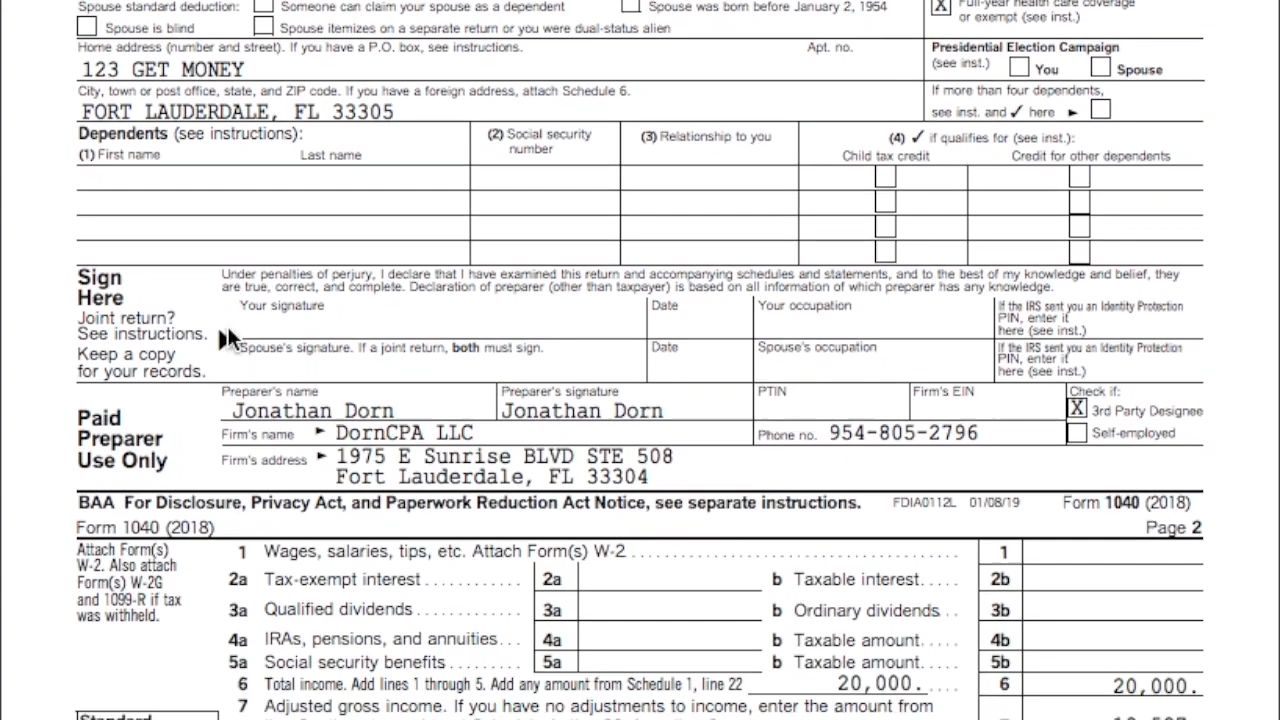 Spouse standard deduction: Someone can claim your spouse as a dependent Spouse was born before January 2, 1954
X Full-year health care coverage
or exempt (see inst.)
Spouse is blind Spouse itemizes on a separate return or you were dual-status alien
Home address (number and street). If you have a P.O. box, see instructions. Apt. no.
123 GET MONEY
Presidential Election Campaign
(see inst.) You Spouse
City, town or post office, state, and ZIP code. If you have a foreign address, attach Schedule 6.
FORT LAUDERDALE, FL 33305
If more than four dependents,
see inst. and ✓ here ►
Dependents (see instructions):
(1) First name Last name
(2) Social security
number
(3) Relationship to you
(4) ✓ if qualifies for (see inst.):
Child tax credit Credit for other dependents
Sign
Here
Joint return?
See instructions.
Keep a copy
for your records.
Under penalties of perjury, I declare that I have examined this return and accompanying schedules and statements, and to the best of my knowledge and belief, they
are true, correct, and complete. Declaration of preparer (other than taxpayer) is based on all information of which preparer has any knowledge.
Your signature Date Your occupation
If the IRS sent you an Identity Protection
PIN, enter it
here (see inst.)
Spouse's signature. If a joint return, both must sign. Date Spouse's occupation
If the IRS sent you an Identity Protection
PIN, enter it
here (see inst.)
Paid
Preparer
Use Only
Preparer's name Preparer's signature PTIN Firm's EIN Check if:
Jonathan Dorn Jonathan Dorn X 3rd Party Designee
Firm's name ► DornCPA LLC Phone no. 954-805-2796 Self-employed
Firm's address ► 1975 E Sunrise BLVD STE 508
Fort Lauderdale, FL 33304
BAA For Disclosure, Privacy Act, and Paperwork Reduction Act Notice, see separate instructions. FDIA0112L 01/08/19 Form 1040 (2018)
Form 1040 (2018) Page 2
Attach Form(s)
W-2. Also attach
Form(s) W-2G
and 1099-R if tax
was withheld.
1 Wages, salaries, tips, etc. Attach Form(s) W-2 1
2a Tax-exempt interest 2a b Taxable interest 2b
3a Qualified dividends 3a b Ordinary dividends 3b
4a IRAs, pensions, and annuities 4a b Taxable amount 4b
5a Social security benefits 5a b Taxable amount 5b
6 Total income. Add lines 1 through 5. Add any amount from Schedule 1, line 22 20,000. 6 20,000.
7 Adjusted gross income. If you have no adjustments to income, enter the amount from
Standard